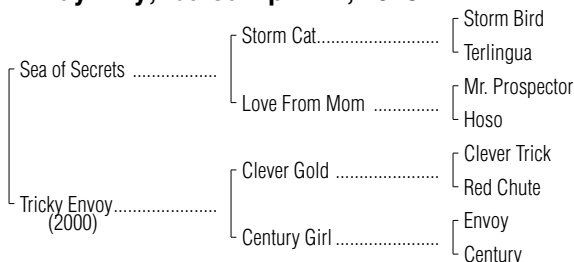 Storm Bird
Storm Cat..............................
Terlingua
Sea of Secrets .................
Mr. Prospector
Love From Mom ..............
Hoso
Clever Trick
Clever Gold ......................
Red Chute
Tricky Envoy.....................
(2000)
Envoy
Century Girl ......................
Century